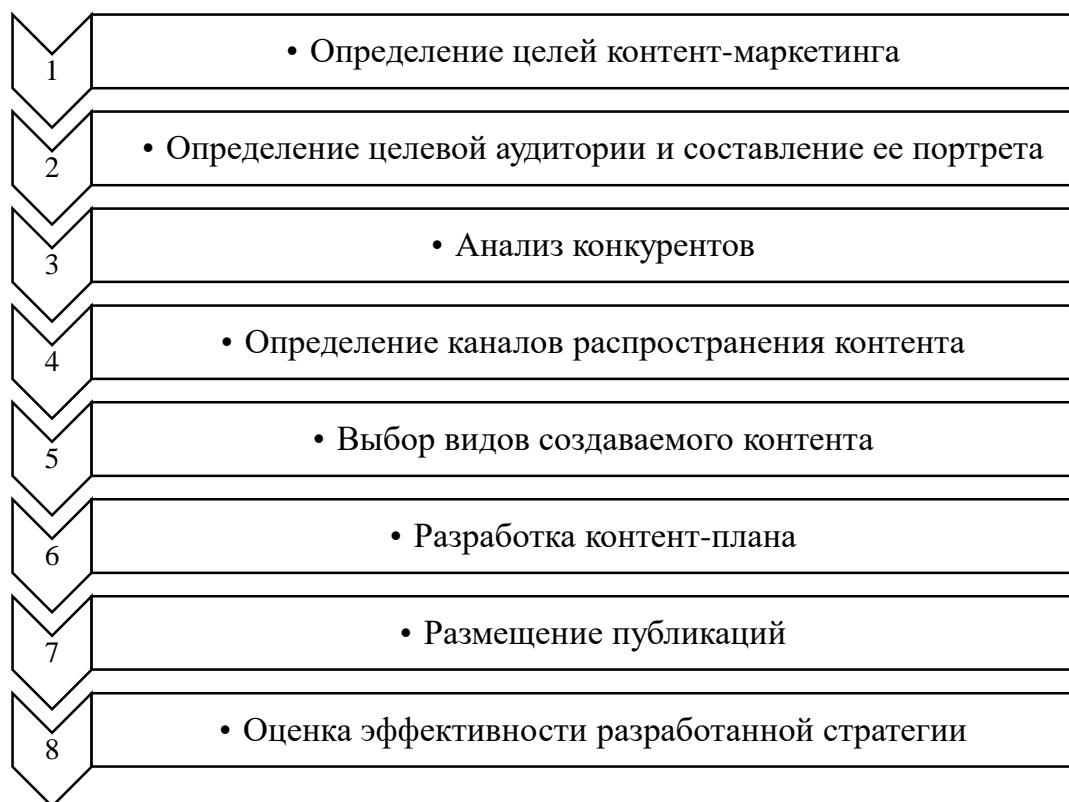 1
• Определение целей контент-маркетинга
2
• Определение целевой аудитории и составление ее портрета
3
• Анализ конкурентов
4
• Определение каналов распространения контента
5
• Выбор видов создаваемого контента
6
• Разработка контент-плана
7
• Размещение публикаций
8
• Оценка эффективности разработанной стратегии